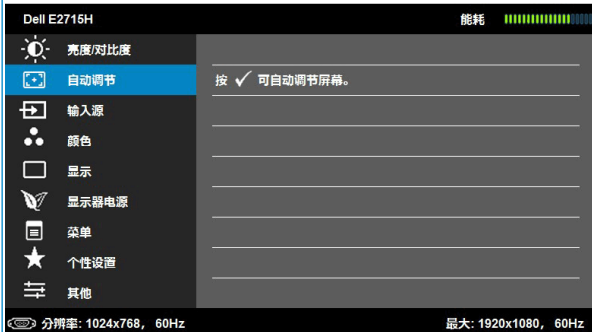 Dell E2715H 能耗
亮度/对比度
自动调节 按 ✓ 可自动调节屏幕。
输入源
颜色
显示
显示器电源
菜单
个性设置
其他
分辨率: 1024x768, 60Hz 最大: 1920x1080, 60Hz